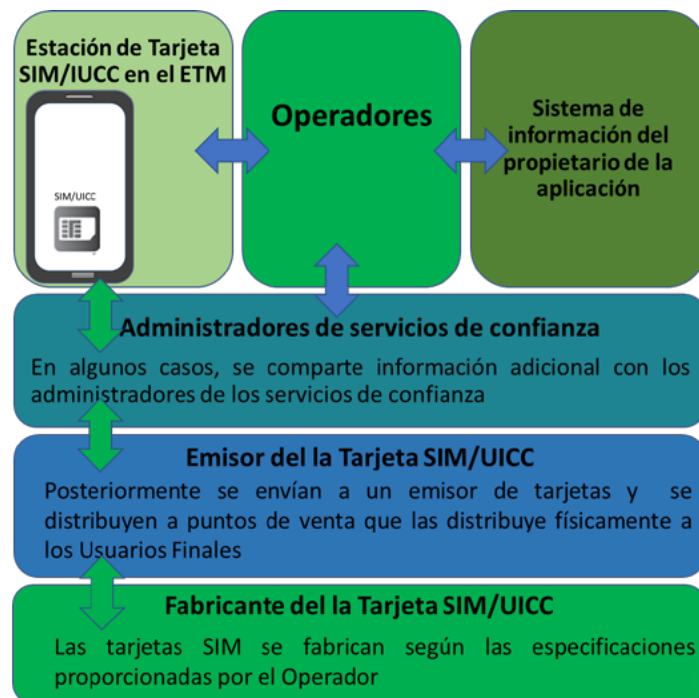 Estación de Tarjeta
SIM/IUCC en el ETM
SIM/UICC
Operadores
Sistema de
información del
propietario de la
aplicación
Administradores de servicios de confianza
En algunos casos, se comparte información adicional con los
administradores de los servicios de confianza
Emisor del la Tarjeta SIM/UICC
Posteriormente se envían a un emisor de tarjetas y se
distribuyen a puntos de venta que las distribuye físicamente a
los Usuarios Finales
Fabricante del la Tarjeta SIM/UICC
Las tarjetas SIM se fabrican según las especificaciones
proporcionadas por el Operador